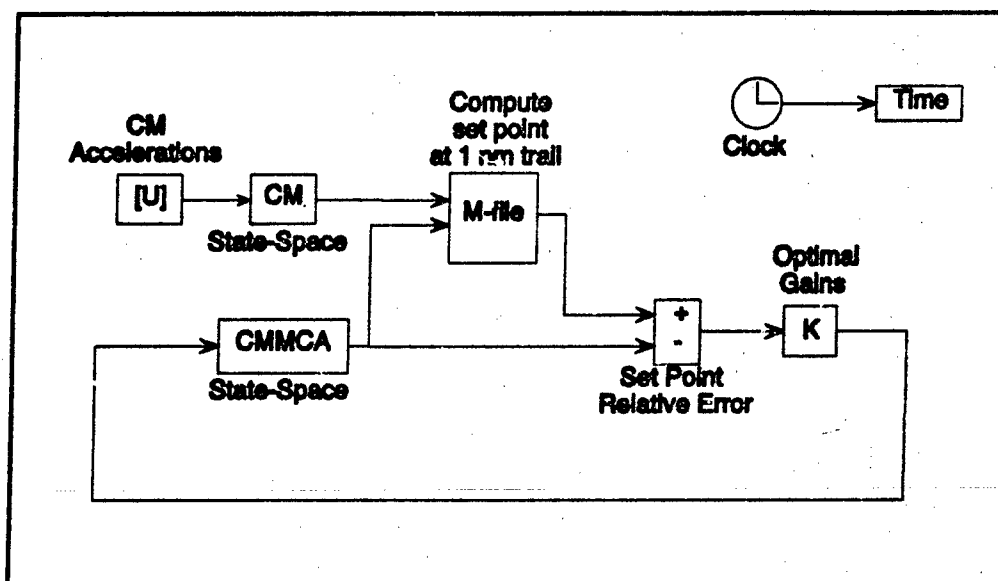 CM
Accelerations
[U]
CM
State-Space
Compute
set point
at 1 nm trail
M-file
Clock
Time
CMMCA
State-Space
+
-
Set Point
Relative Error
Optimal
Gains
K